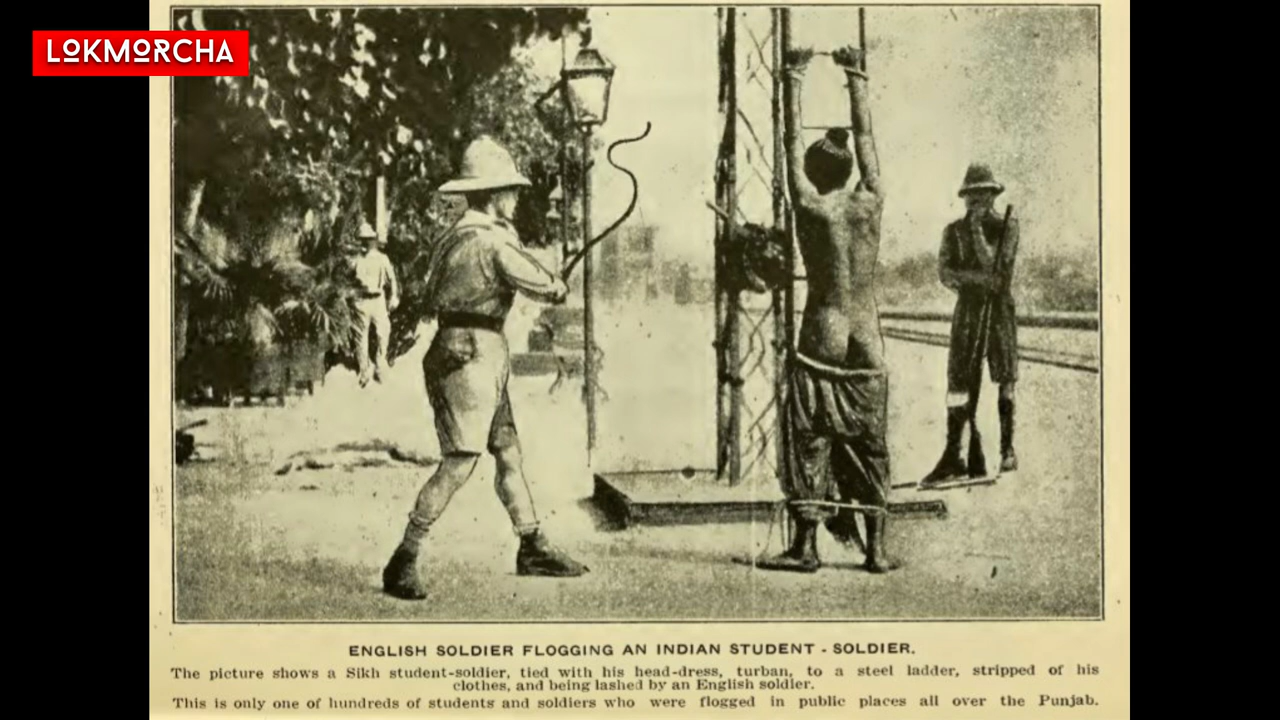 LOKMORCHA
ENGLISH SOLDIER FLOGGING AN INDIAN STUDENT - SOLDIER.
The picture shows a Sikh student-soldier, tied with his head-dress, turban, to a steel ladder, stripped of his
clothes, and being lashed by an English soldier.
This is only one of hundreds of students and soldiers who were flogged in public places all over the Punjab.